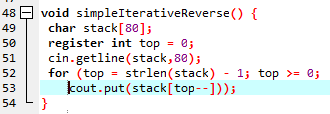 48 void simpleIterativeReverse() {
49 char stack[80];
50 register int top = 0;
51 cin.getline(stack,80);
52 for (top = strlen(stack) - 1; top >= 0;
53 cout.put(stack[top--]));
54 }